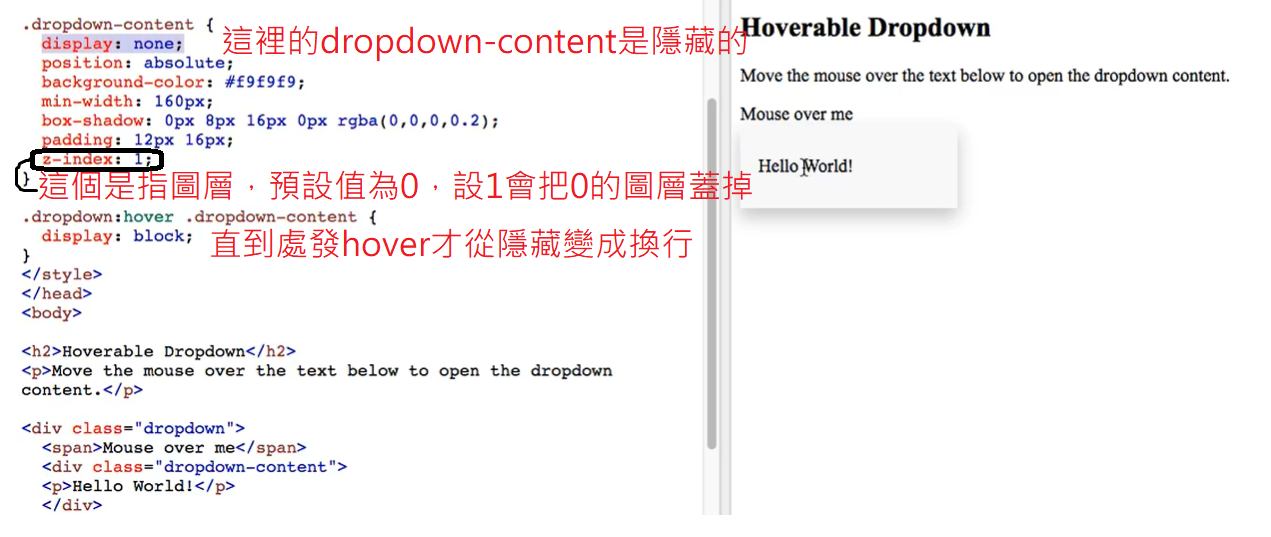 .dropdown-content {
display: none;
這裡的dropdown-content是隱藏的
position: absolute;
background-color: #f9f9f9;
min-width: 160px;
box-shadow: 0px 8px 16px 0px rgba(0,0,0,0.2);
padding: 12px 16px;
z-index: 1;
}
這個是指圖層，預設值為0，設1會把0的圖層蓋掉
.dropdown:hover .dropdown-content {
display: block;
直到處發hover才從隱藏變成換行
}
</style>
</head>
<body>
<h2>Hoverable Dropdown</h2>
<p>Move the mouse over the text below to open the dropdown
content.</p>
<div class="dropdown">
<span>Mouse over me</span>
<div class="dropdown-content">
<p>Hello World!</p>
</div>
Hoverable Dropdown
Move the mouse over the text below to open the dropdown content.
Mouse over me
Hello World!